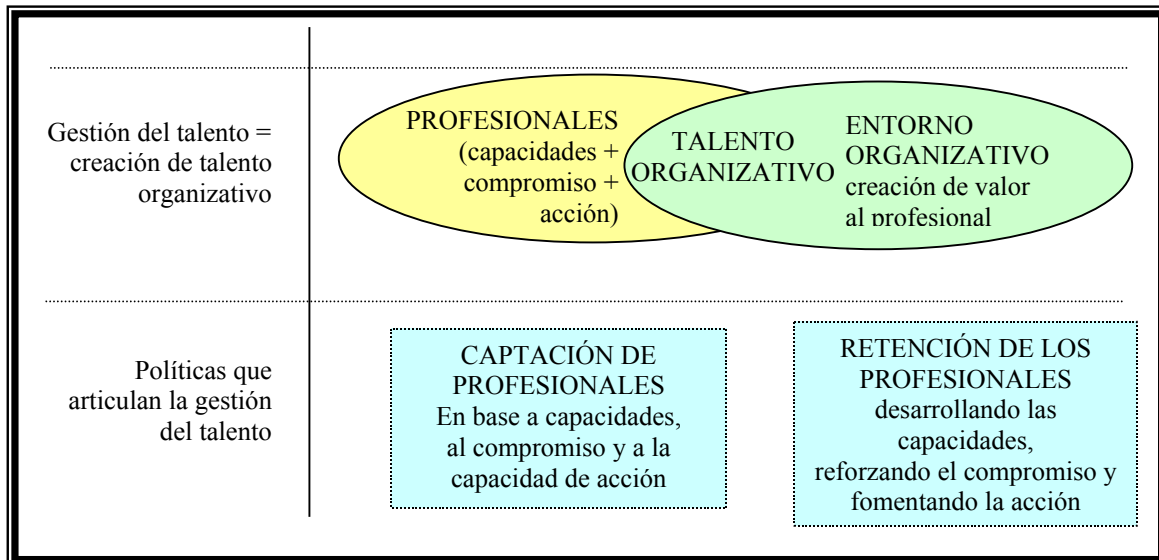 Gestión del talento =
creación de talento
organizativo
PROFESIONALES
(capacidades +
compromiso +
acción)
TALENTO
ORGANIZATIVO
ENTORNO
ORGANIZATIVO
creación de valor
al profesional
Políticas que
articulan la gestión
del talento
CAPTACIÓN DE
PROFESIONALES
En base a capacidades,
al compromiso y a la
capacidad de acción
RETENCIÓN DE LOS
PROFESIONALES
desarrollando las
capacidades,
reforzando el compromiso y
fomentando la acción